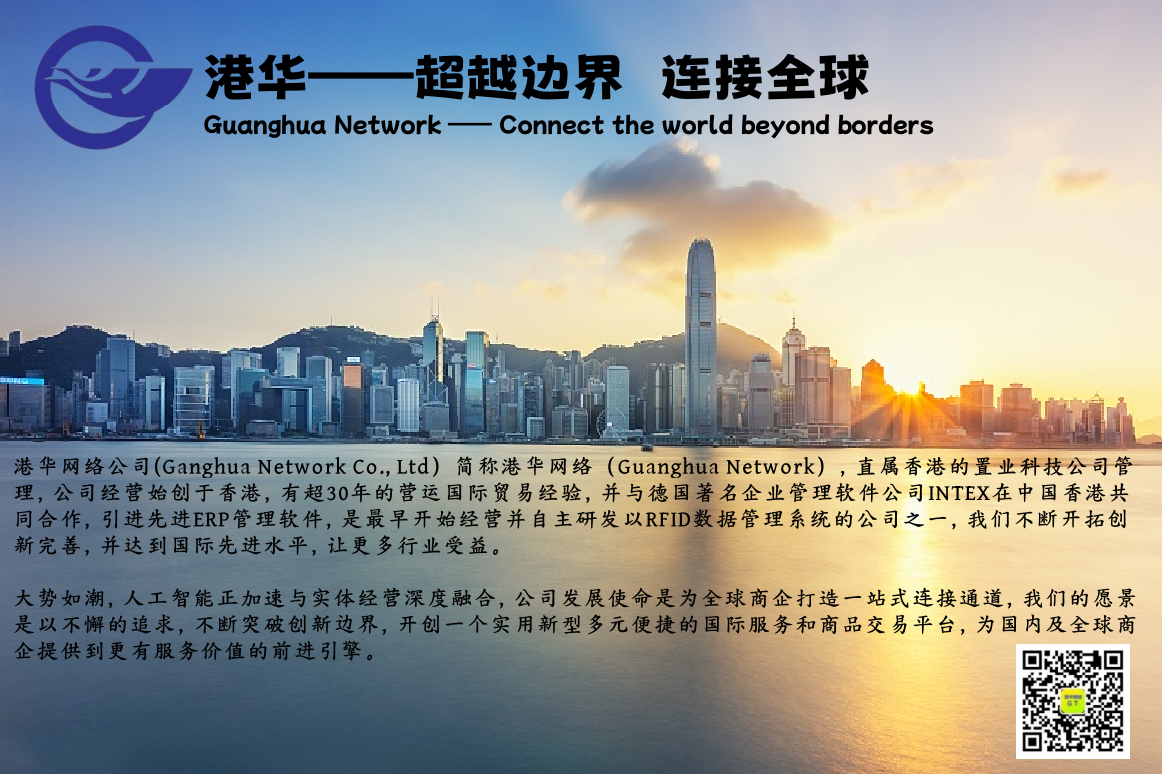 港华——超越边界 连接全球
Guanghua Network —— Connect the world beyond borders
港华网络公司(Ganghua Network Co., Ltd）简称港华网络（Guanghua Network），直属香港的置业科技公司管
理, 公司经营始创于香港, 有超30年的营运国际贸易经验, 并与德国著名企业管理软件公司INTEX在中国香港共
同合作, 引进先进ERP管理软件, 是最早开始经营并自主研发以RFID数据管理系统的公司之一, 我们不断开拓创
新完善, 并达到国际先进水平, 让更多行业受益。
大势如潮, 人工智能正加速与实体经营深度融合, 公司发展使命是为全球商企打造一站式连接通道, 我们的愿景
是以不懈的追求, 不断突破创新边界, 开创一个实用新型多元便捷的国际服务和商品交易平台, 为国内及全球商
企提供到更有服务价值的前进引擎。
GT